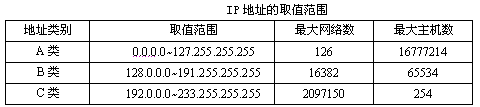 IP 地址的取值范围
地址类别 取值范围 最大网络数 最大主机数
A 类 0.0.0.0~127.255.255.255 126 16777214
B 类 128.0.0.0~191.255.255.255 16382 65534
C 类 192.0.0.0~233.255.255.255 2097150 254